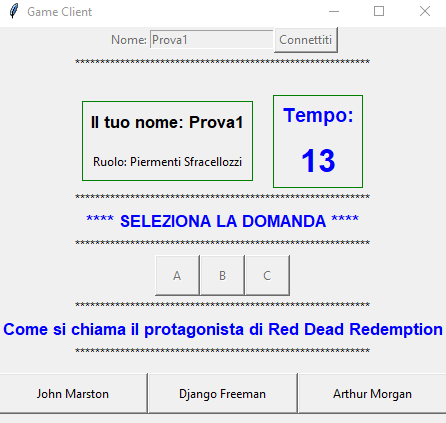 Game Client
Nome: Prova1 Connettiti
***********************************************************
Il tuo nome: Prova1
Ruolo: Piermenti Sfracellozzi
Tempo:
13
***********************************************************
**** SELEZIONA LA DOMANDA ****
***********************************************************
A B C
***********************************************************
Come si chiama il protagonista di Red Dead Redemption
***********************************************************
John Marston Django Freeman Arthur Morgan